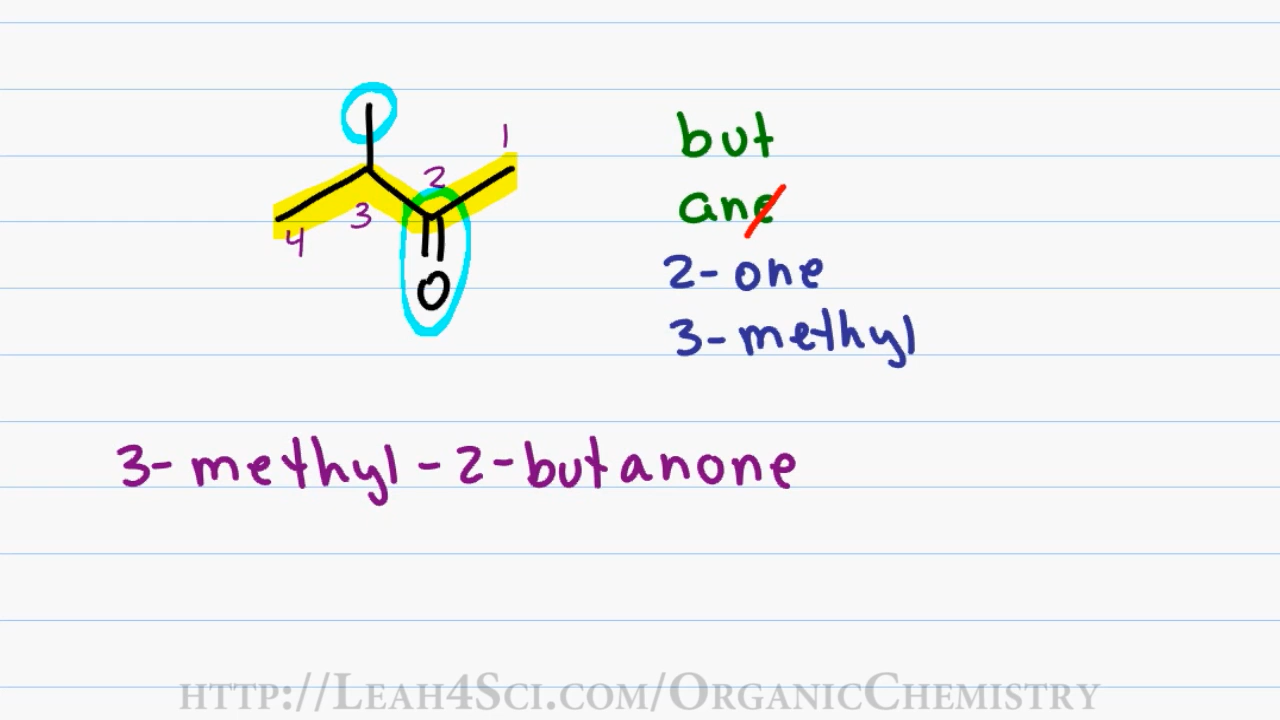 1
2
3
4
O
but
ane
2-one
3-methyl
3-methyl-2-butanone
HTTP://LEAH4SCI.COM/ORGANICCHEMISTRY